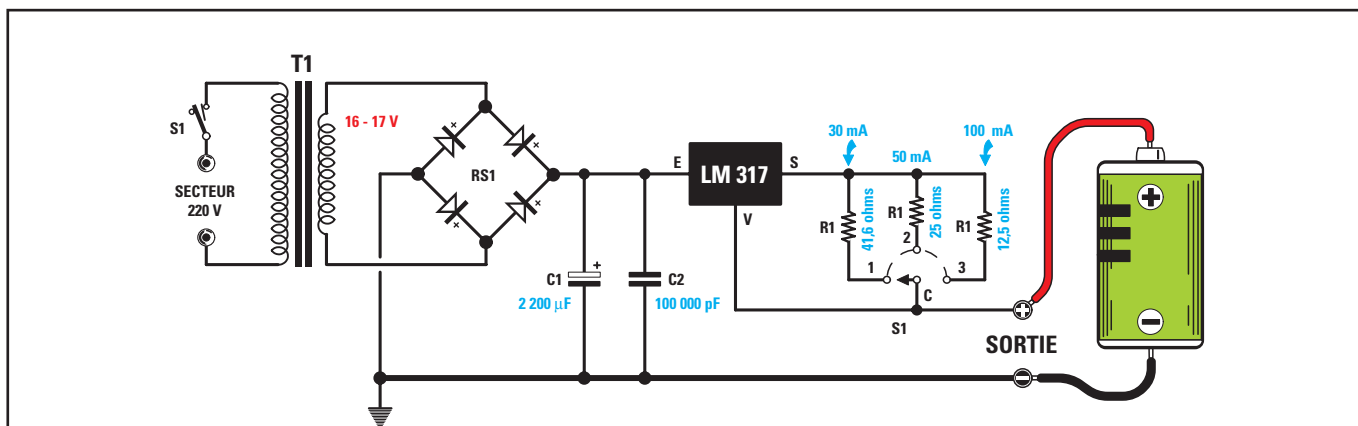 T1
S1
SECTEUR
220 V
16 - 17 V
RS1
+
+
+
+
C1
+
2 200 µF
C2
100 000 pF
E
LM 317
S
V
30 mA
50 mA
100 mA
R1
41,6 ohms
R1
25 ohms
R1
12,5 ohms
1
2
3
C
S1
SORTIE
+
−
+
−